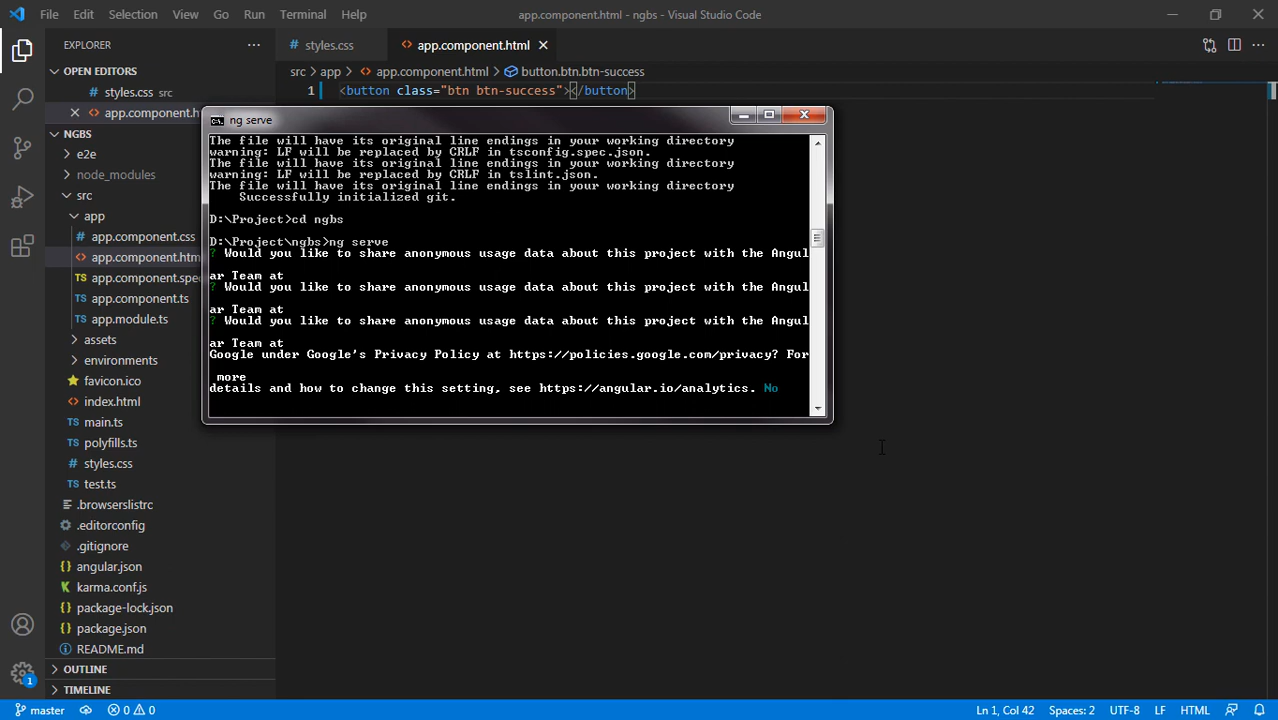 File Edit Selection View Go Run Terminal Help
app.component.html - ngbs - Visual Studio Code
EXPLORER
styles.css
app.component.html
OPEN EDITORS
src > app > app.component.html > button.btn.btn-success
styles.css src
1 <button class="btn btn-success"></button>
app.component.h
NGBS
e2e
node_modules
src
app
app.component.css
app.component.htm
app.component.spe
app.component.ts
app.module.ts
assets
environments
favicon.ico
index.html
main.ts
polyfills.ts
styles.css
test.ts
.browserslistrc
.editorconfig
.gitignore
angular.json
karma.conf.js
package-lock.json
package.json
README.md
OUTLINE
TIMELINE
ng serve
The file will have its original line endings in your working directory
warning: LF will be replaced by CRLF in tsconfig.spec.json.
The file will have its original line endings in your working directory
warning: LF will be replaced by CRLF in tslint.json.
The file will have its original line endings in your working directory
Successfully initialized git.
D:\Project>cd ngbs
D:\Project\ngbs>ng serve
? Would you like to share anonymous usage data about this project with the Angul
ar Team at
? Would you like to share anonymous usage data about this project with the Angul
ar Team at
? Would you like to share anonymous usage data about this project with the Angul
ar Team at
Google under Google's Privacy Policy at https://policies.google.com/privacy? For
more
details and how to change this setting, see https://angular.io/analytics. No
1
master 0 0 Ln 1, Col 42 Spaces: 2 UTF-8 LF HTML